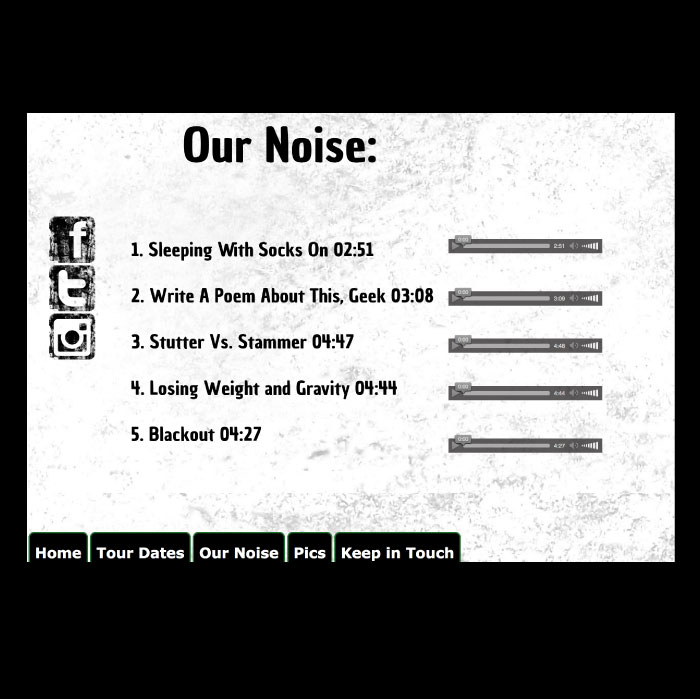 Our Noise:
1. Sleeping With Socks On 02:51
0:00
2:51
2. Write A Poem About This, Geek 03:08
0:00
3:09
3. Stutter Vs. Stammer 04:47
0:00
4:48
4. Losing Weight and Gravity 04:44
0:00
4:44
5. Blackout 04:27
0:00
4:27
Home
Tour Dates
Our Noise
Pics
Keep in Touch